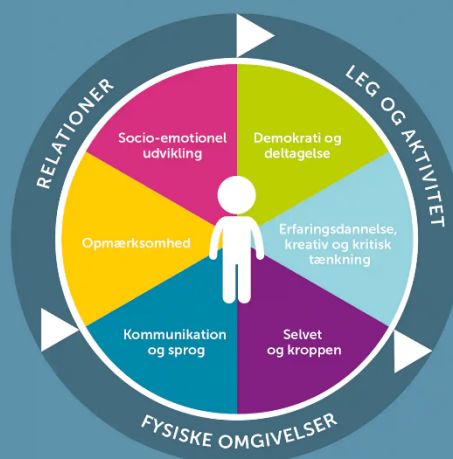 RELATIONER
LEG OG AKTIVITET
Socio-emotionel
udvikling
Demokrati og
deltagelse
Opmærksomhed
Erfaringsdannelse,
kreativ og kritisk
tænkning
Kommunikation
og sprog
Selvet
og kroppen
FYSISKE OMGIVELSER